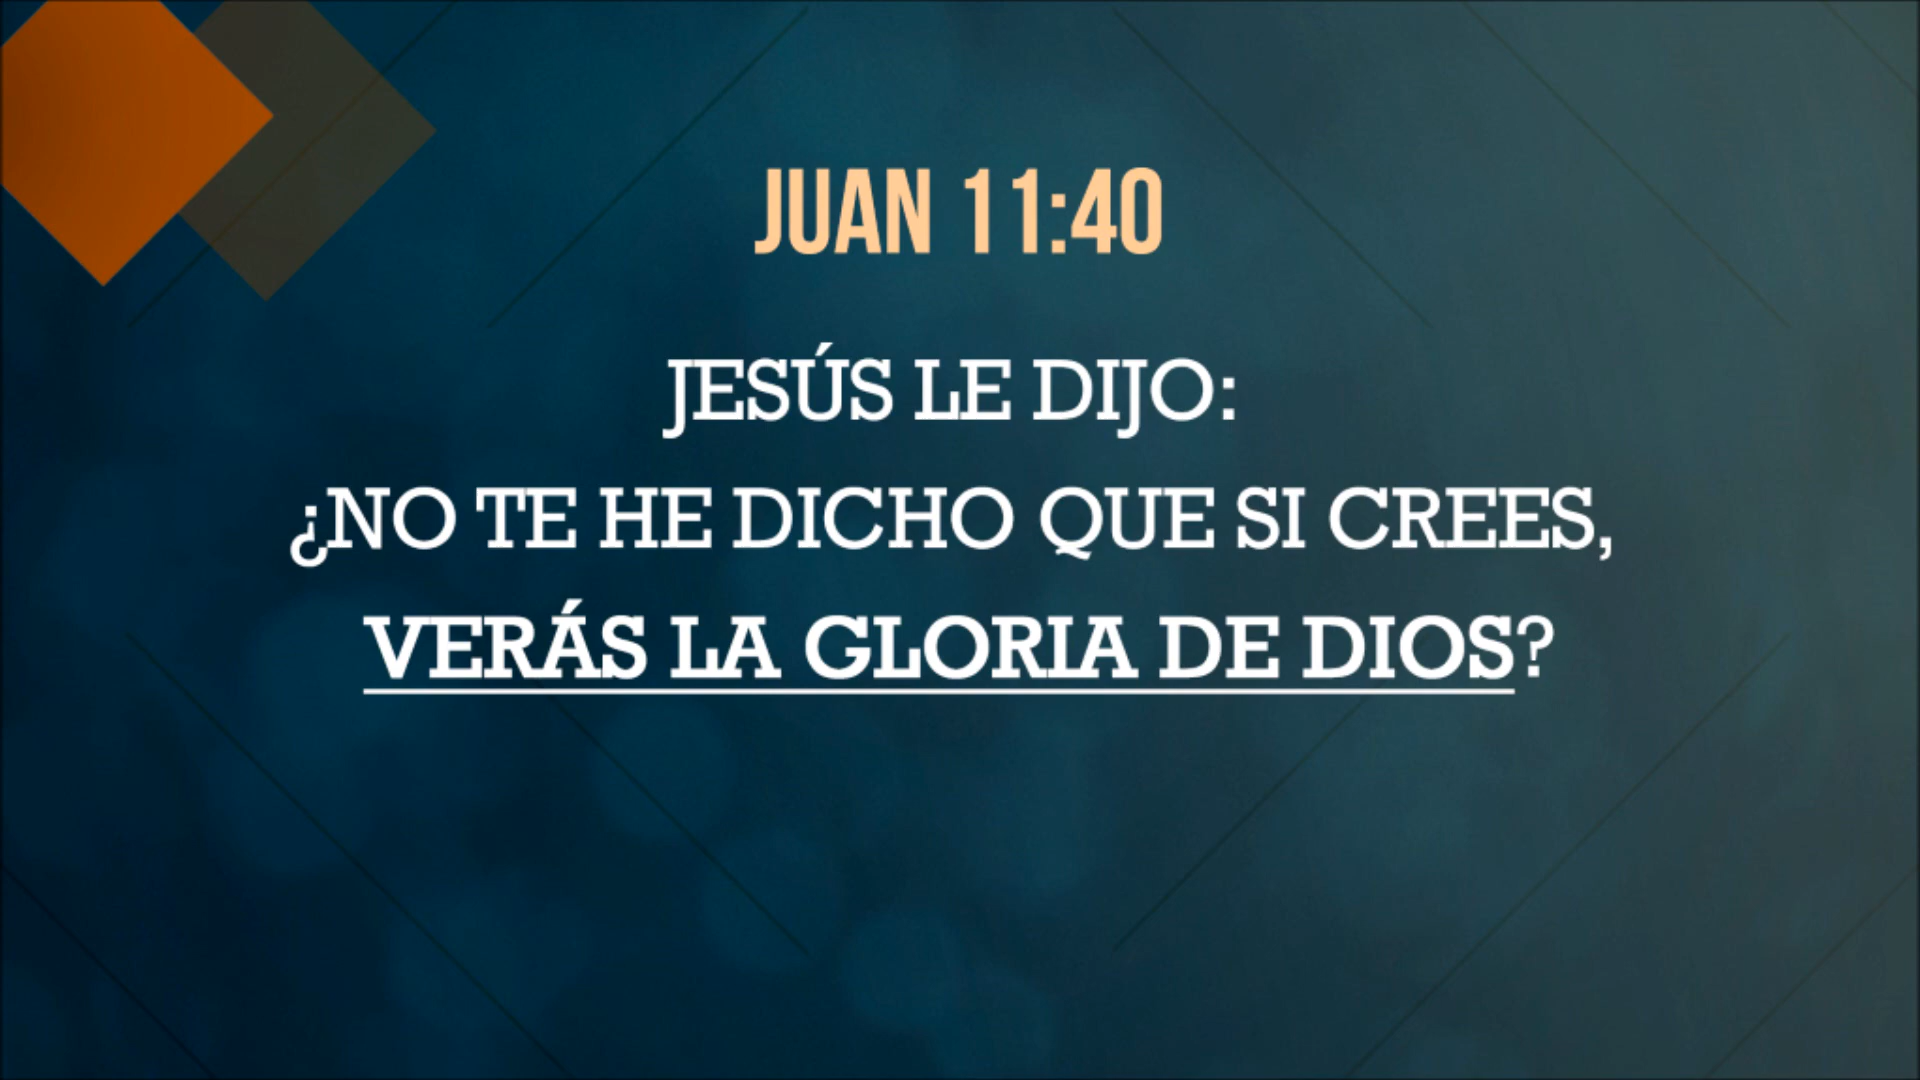 JUAN 11:40
JESÚS LE DIJO:
¿NO TE HE DICHO QUE SI CREES,
VERÁS LA GLORIA DE DIOS?